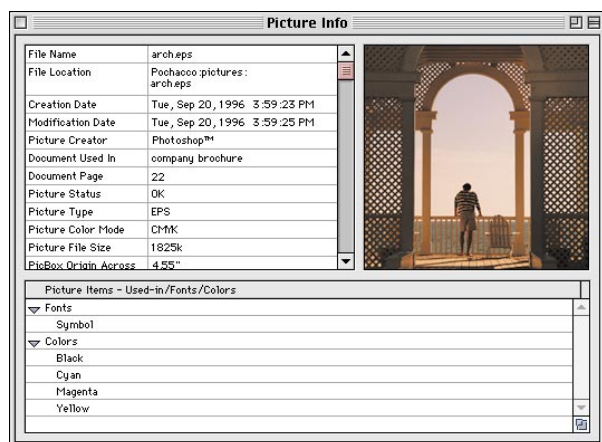 Picture Info
File Name arch.eps
File Location Pochacco:pictures:
arch.eps
Creation Date Tue, Sep 20, 1996 3:59:23 PM
Modification Date Tue, Sep 20, 1996 3:59:25 PM
Picture Creator Photoshop™
Document Used In company brochure
Document Page 22
Picture Status OK
Picture Type EPS
Picture Color Mode CMYK
Picture File Size 1825k
PicBox Origin Across 4.55"
Picture Items - Used-in/Fonts/Colors
Fonts
Symbol
Colors
Black
Cyan
Magenta
Yellow